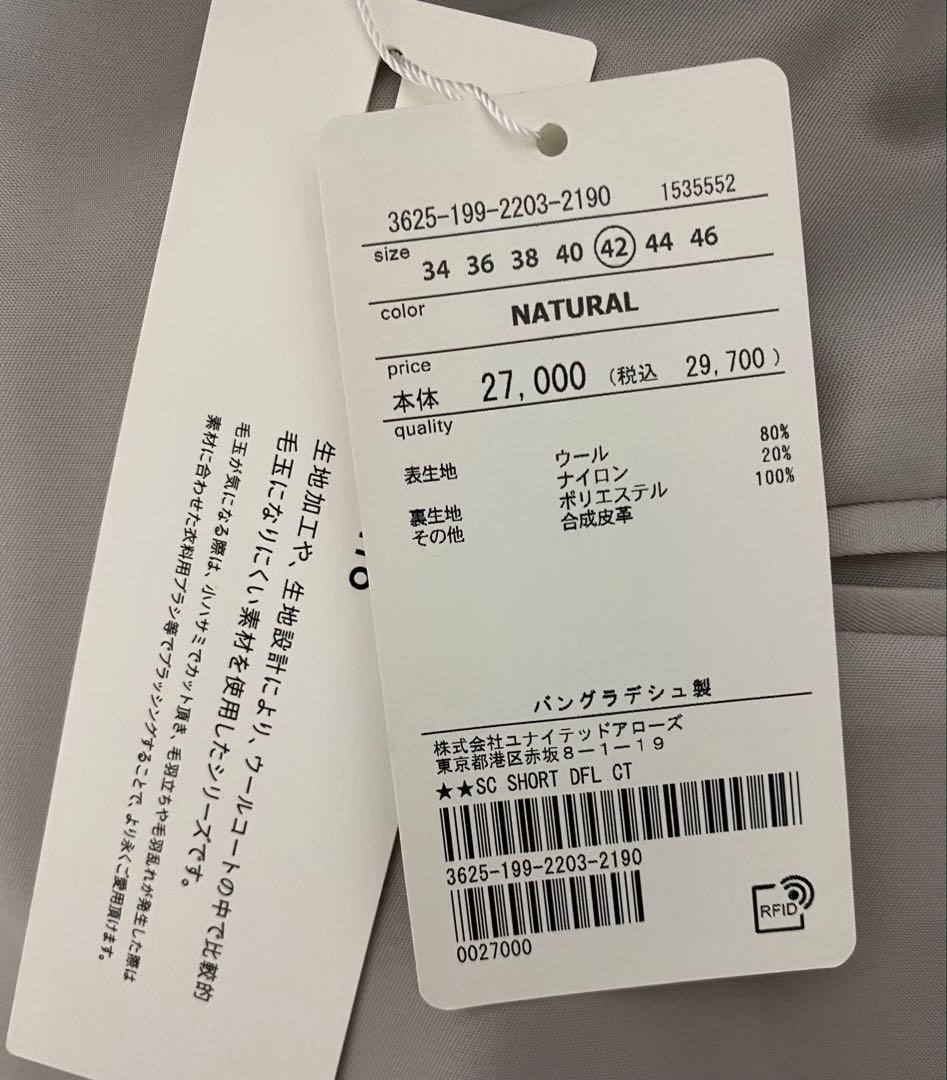 3625-199-2203-2190 1535552
size 34 36 38 40 42 44 46
color NATURAL
price
本体 27,000 (税込 29,700)
quality
表生地 ウール 80%
ナイロン 20%
裏生地 ポリエステル 100%
その他 合成皮革
バングラデシュ製
株式会社ユナイテッドアローズ
東京都港区赤坂8-1-19
★★SC SHORT DFL CT
3625-199-2203-2190
0027000
RFID
生地加工や、生地設計により、ウールコートの中で比較的
毛玉になりにくい素材を使用したシリーズです。
毛玉が気になる際は、小ハサミでカット頂き、毛羽立ちや毛羽乱れが発生した際は
素材に合わせた衣料用ブラシ等でブラッシングすることで、より永くご愛用頂けます。